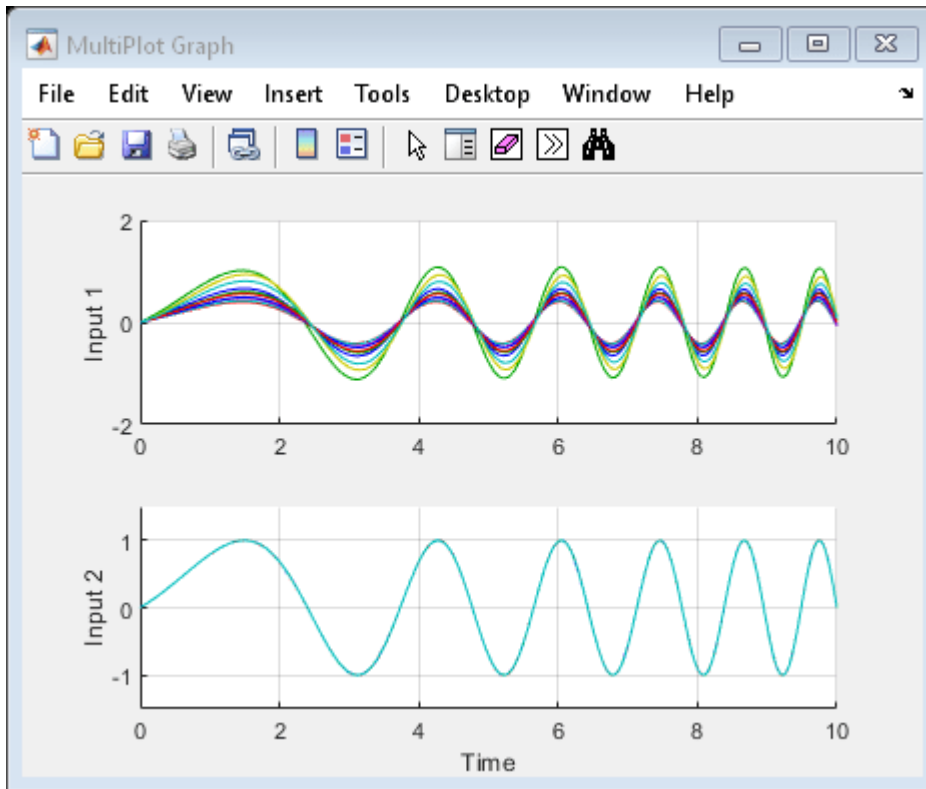 MultiPlot Graph
File Edit View Insert Tools Desktop Window Help
2
0
-2
Input 1
0 2 4 6 8 10
1
0
-1
Input 2
0 2 4 6 8 10
Time